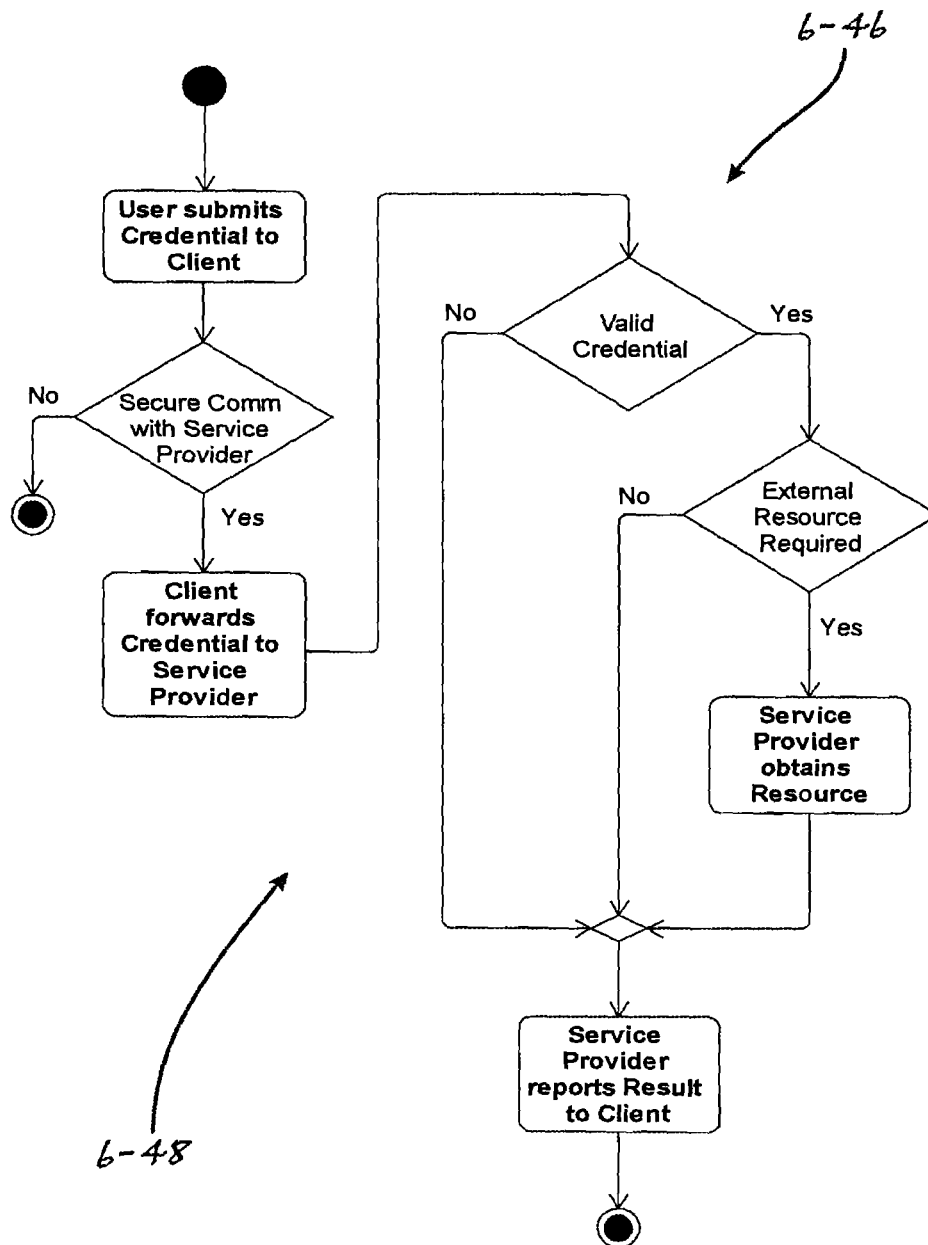 6-46
User submits
Credential to
Client
No
Secure Comm
with Service
Provider
Yes
Client
forwards
Credential to
Service
Provider
No
Valid
Credential
Yes
No
External
Resource
Required
Yes
Service
Provider
obtains
Resource
Service
Provider
reports Result
to Client
6-48